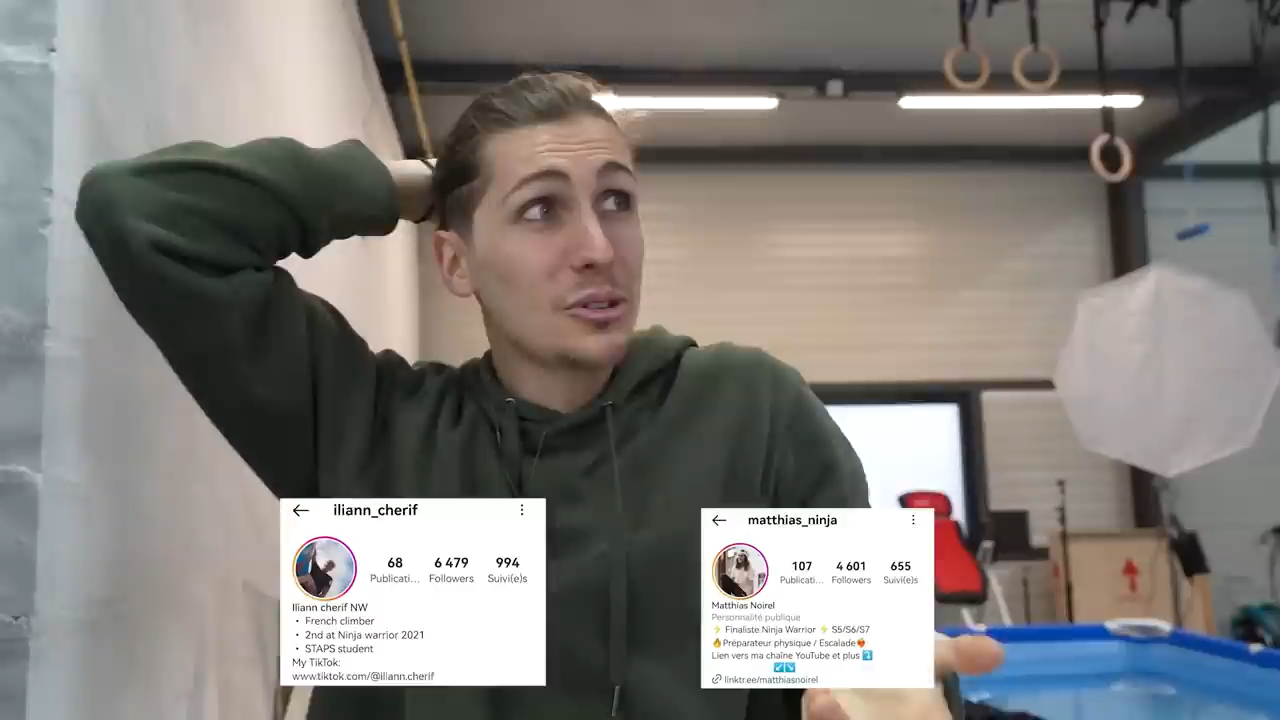 iliann_cherif
68 6 479 994
Publicati... Followers Suivi(e)s
Iliann cherif NW
• French climber
• 2nd at Ninja warrior 2021
• STAPS student
My TikTok:
www.tiktok.com/@iliann.cherif
matthias_ninja
107 4 601 655
Publicati... Followers Suivi(e)s
Matthias Noirel
Personnalité publique
⚡ Finaliste Ninja Warrior ⚡ S5/S6/S7
🔥Préparateur physique / Escalade❤️‍🔥
Lien vers ma chaîne YouTube et plus ⤵️
↙️↘️
linktr.ee/matthiasnoirel